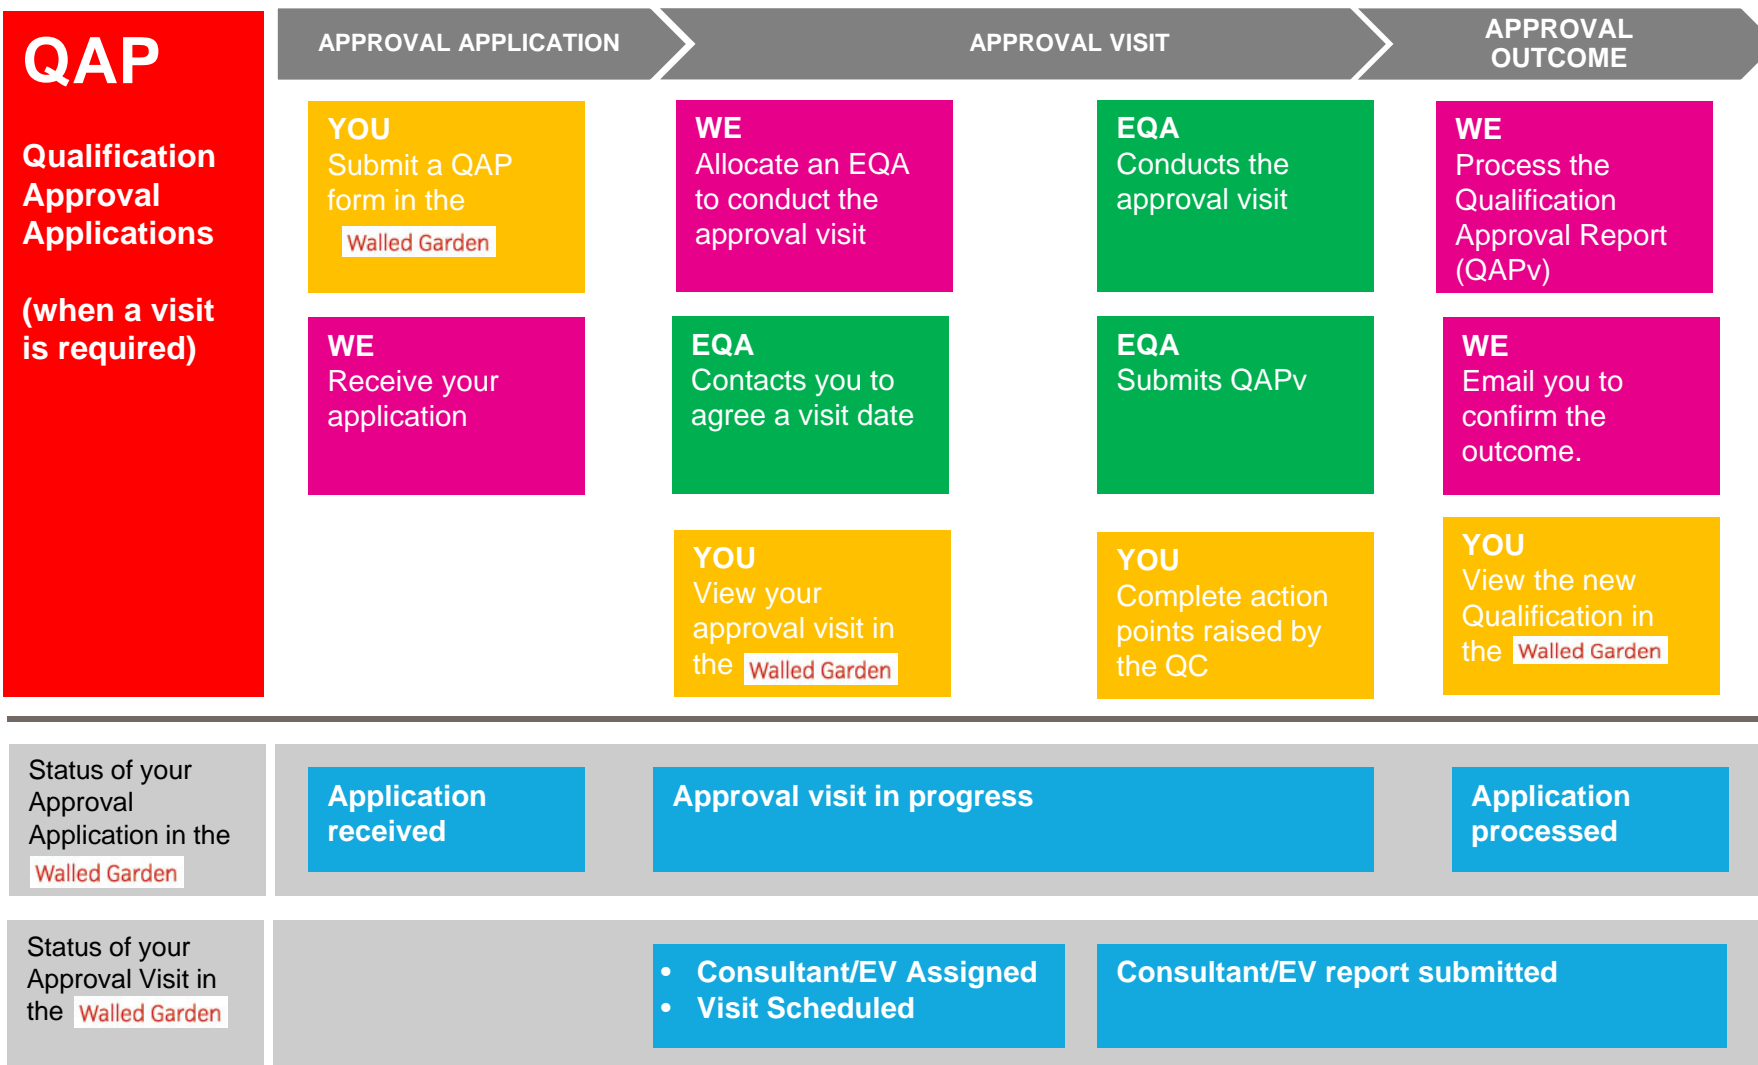 QAP
Qualification
Approval
Applications
(when a visit
is required)
APPROVAL APPLICATION
APPROVAL VISIT
APPROVAL
OUTCOME
YOU
Submit a QAP
form in the
Walled Garden
WE
Allocate an EQA
to conduct the
approval visit
EQA
Conducts the
approval visit
WE
Process the
Qualification
Approval Report
(QAPv)
WE
Receive your
application
EQA
Contacts you to
agree a visit date
EQA
Submits QAPv
WE
Email you to
confirm the
outcome.
YOU
View your
approval visit in
the Walled Garden
YOU
Complete action
points raised by
the QC
YOU
View the new
Qualification in
the Walled Garden
Status of your
Approval
Application in the
Walled Garden
Application
received
Approval visit in progress
Application
processed
Status of your
Approval Visit in
the Walled Garden
• Consultant/EV Assigned
• Visit Scheduled
Consultant/EV report submitted